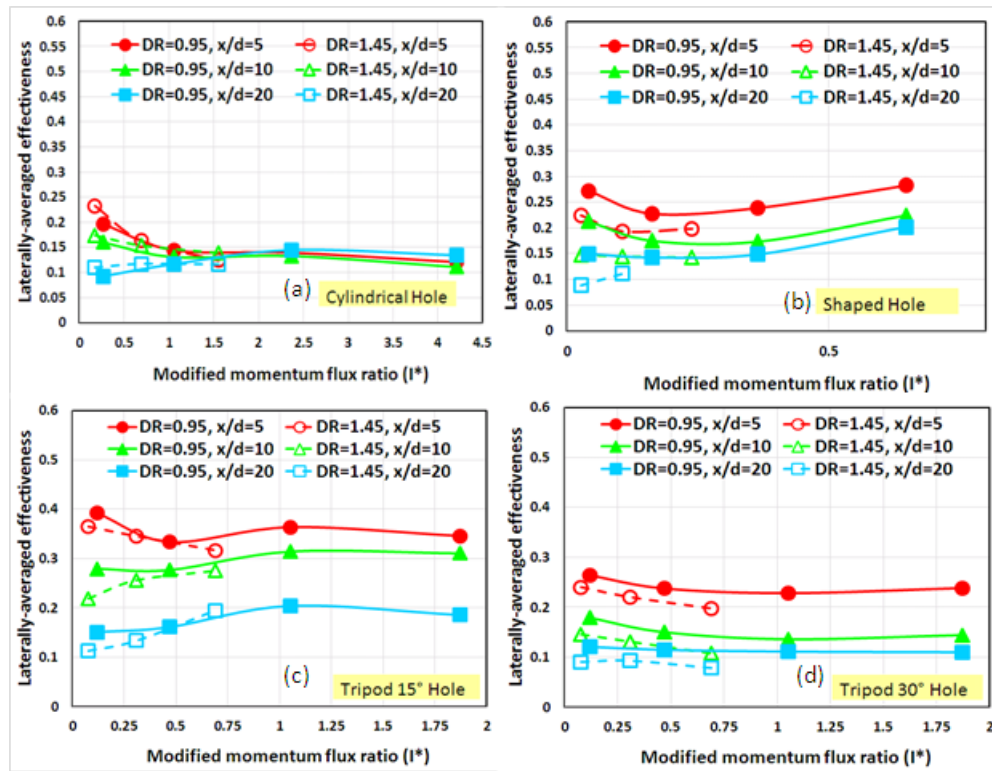 Laterally-averaged effectiveness
0.6
0.55
0.5
0.45
0.4
0.35
0.3
0.25
0.2
0.15
0.1
0.05
0
DR=0.95, x/d=5 DR=1.45, x/d=5
DR=0.95, x/d=10 DR=1.45, x/d=10
DR=0.95, x/d=20 DR=1.45, x/d=20
(a) Cylindrical Hole
0 0.5 1 1.5 2 2.5 3 3.5 4 4.5
Modified momentum flux ratio (I*)
Laterally-averaged effectiveness
0.6
0.55
0.5
0.45
0.4
0.35
0.3
0.25
0.2
0.15
0.1
0.05
0
DR=0.95, x/d=5 DR=1.45, x/d=5
DR=0.95, x/d=10 DR=1.45, x/d=10
DR=0.95, x/d=20 DR=1.45, x/d=20
(b) Shaped Hole
0 0.5
Modified momentum flux ratio (I*)
Laterally-averaged effectiveness
0.6
0.5
0.4
0.3
0.2
0.1
0
DR=0.95, x/d=5 DR=1.45, x/d=5
DR=0.95, x/d=10 DR=1.45, x/d=10
DR=0.95, x/d=20 DR=1.45, x/d=20
(c) Tripod 15° Hole
0 0.25 0.5 0.75 1 1.25 1.5 1.75 2
Modified momentum flux ratio (I*)
Laterally-averaged effectiveness
0.6
0.5
0.4
0.3
0.2
0.1
0
DR=0.95, x/d=5 DR=1.45, x/d=5
DR=0.95, x/d=10 DR=1.45, x/d=10
DR=0.95, x/d=20 DR=1.45, x/d=20
(d) Tripod 30° Hole
0 0.25 0.5 0.75 1 1.25 1.5 1.75 2
Modified momentum flux ratio (I*)